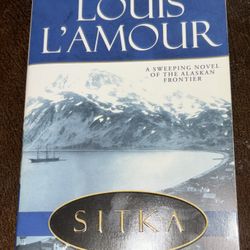 LOUIS
L'AMOUR
A SWEEPING NOVEL
OF THE ALASKAN
FRONTIER
SITKA